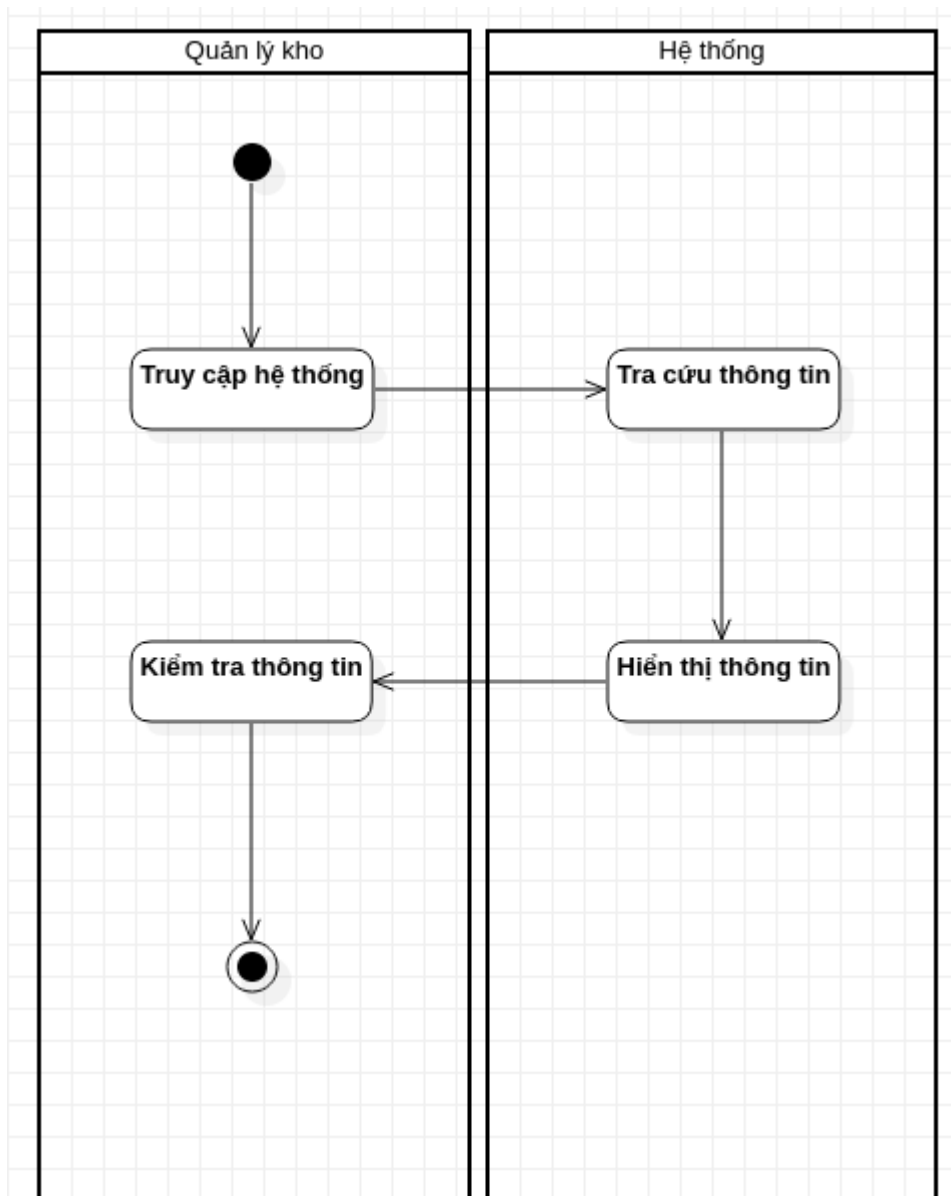 Quản lý kho
Hệ thống
Truy cập hệ thống
Tra cứu thông tin
Kiểm tra thông tin
Hiển thị thông tin